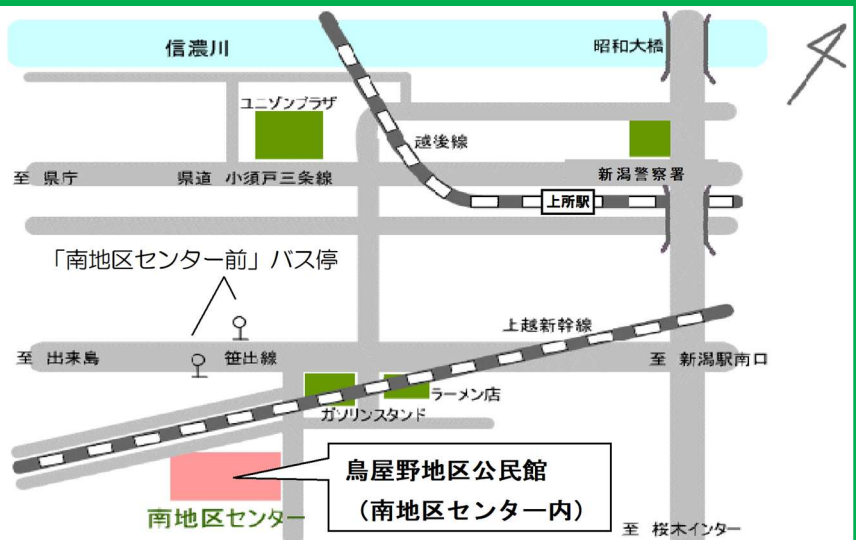 信濃川
昭和大橋
ユニゾンプラザ
越後線
至 県庁
県道 小須戸三条線
新潟警察署
上所駅
「南地区センター前」バス停
上越新幹線
至 出来島
笹出線
至 新潟駅南口
ラーメン店
ガソリンスタンド
鳥屋野地区公民館
(南地区センター内)
南地区センター
至 桜木インター